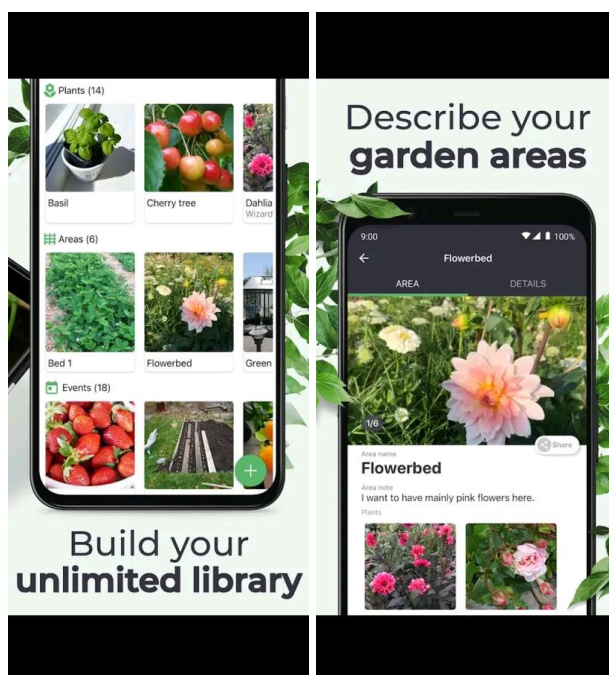 Plants (14)
Basil
Cherry tree
Dahlia
Wizard
Areas (6)
Bed 1
Flowerbed
Green
Events (18)
+
Build your
unlimited library
Describe your
garden areas
9:00
100%
Flowerbed
AREA
DETAILS
1/6
Share
Area name
Flowerbed
Area note
I want to have mainly pink flowers here.
Plants